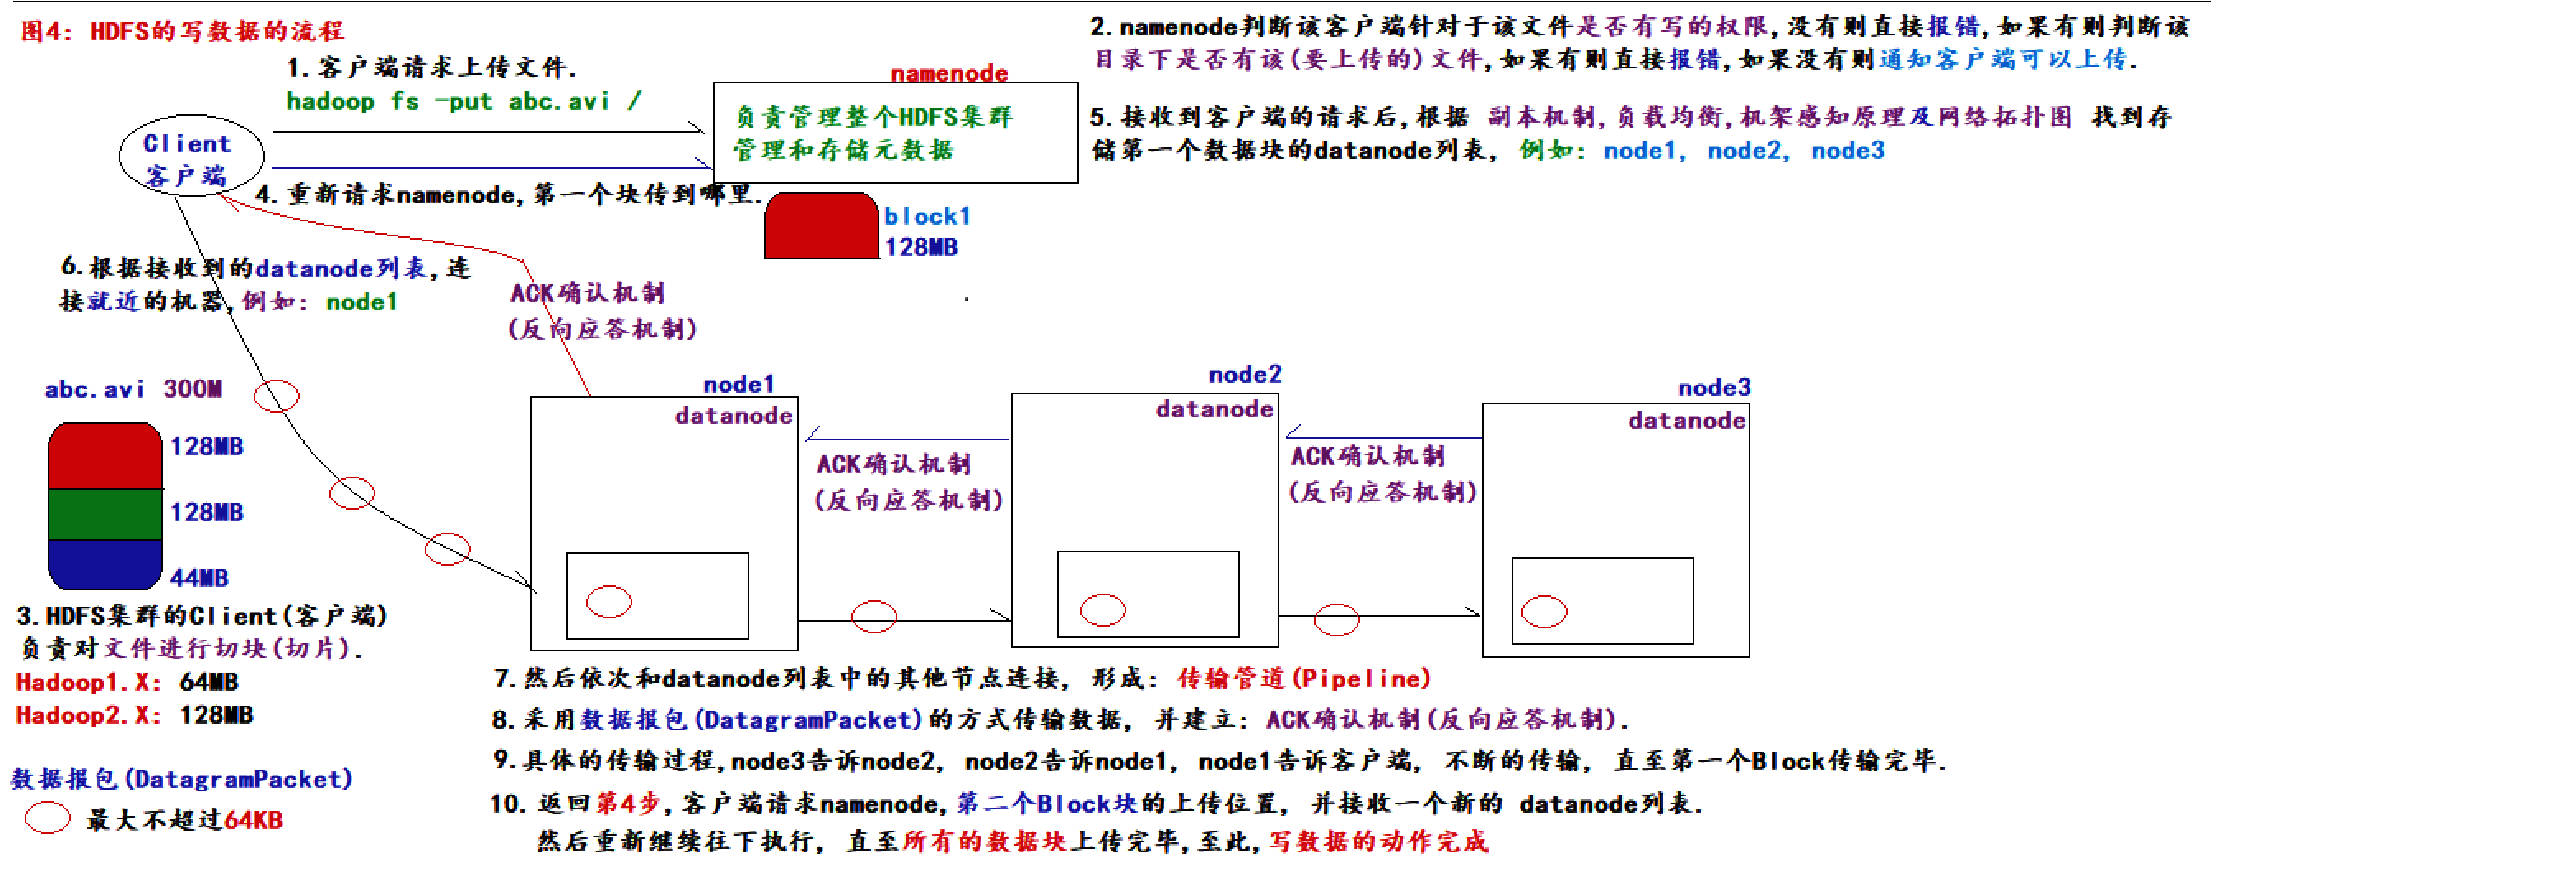 图4: HDFS的写数据的流程
1.客户端请求上传文件.
hadoop fs -put abc.avi /
namenode
负责管理整个HDFS集群
管理和存储元数据
2.namenode判断该客户端针对于该文件是否有写的权限,没有则直接报错,如果有则判断该
目录下是否有该(要上传的)文件,如果有则直接报错,如果没有则通知客户端可以上传.
5.接收到客户端的请求后,根据 副本机制,负载均衡,机架感知原理及网络拓扑图 找到存
储第一个数据块的datanode列表, 例如: node1, node2, node3
Client
客户端
4.重新请求namenode,第一个块传到哪里.
block1
128MB
6.根据接收到的datanode列表,连
接就近的机器,例如: node1
ACK确认机制
(反向应答机制)
abc.avi 300M
128MB
128MB
44MB
node1
datanode
node2
datanode
node3
datanode
ACK确认机制
(反向应答机制)
ACK确认机制
(反向应答机制)
3.HDFS集群的Client(客户端)
负责对文件进行切块(切片).
Hadoop1.X: 64MB
Hadoop2.X: 128MB
数据报包(DatagramPacket)
最大不超过64KB
7.然后依次和datanode列表中的其他节点连接, 形成: 传输管道(Pipeline)
8.采用数据报包(DatagramPacket)的方式传输数据, 并建立: ACK确认机制(反向应答机制).
9.具体的传输过程,node3告诉node2, node2告诉node1, node1告诉客户端, 不断的传输, 直至第一个Block传输完毕.
10. 返回第4步,客户端请求namenode,第二个Block块的上传位置, 并接收一个新的 datanode列表.
然后重新继续往下执行, 直至所有的数据块上传完毕,至此,写数据的动作完成